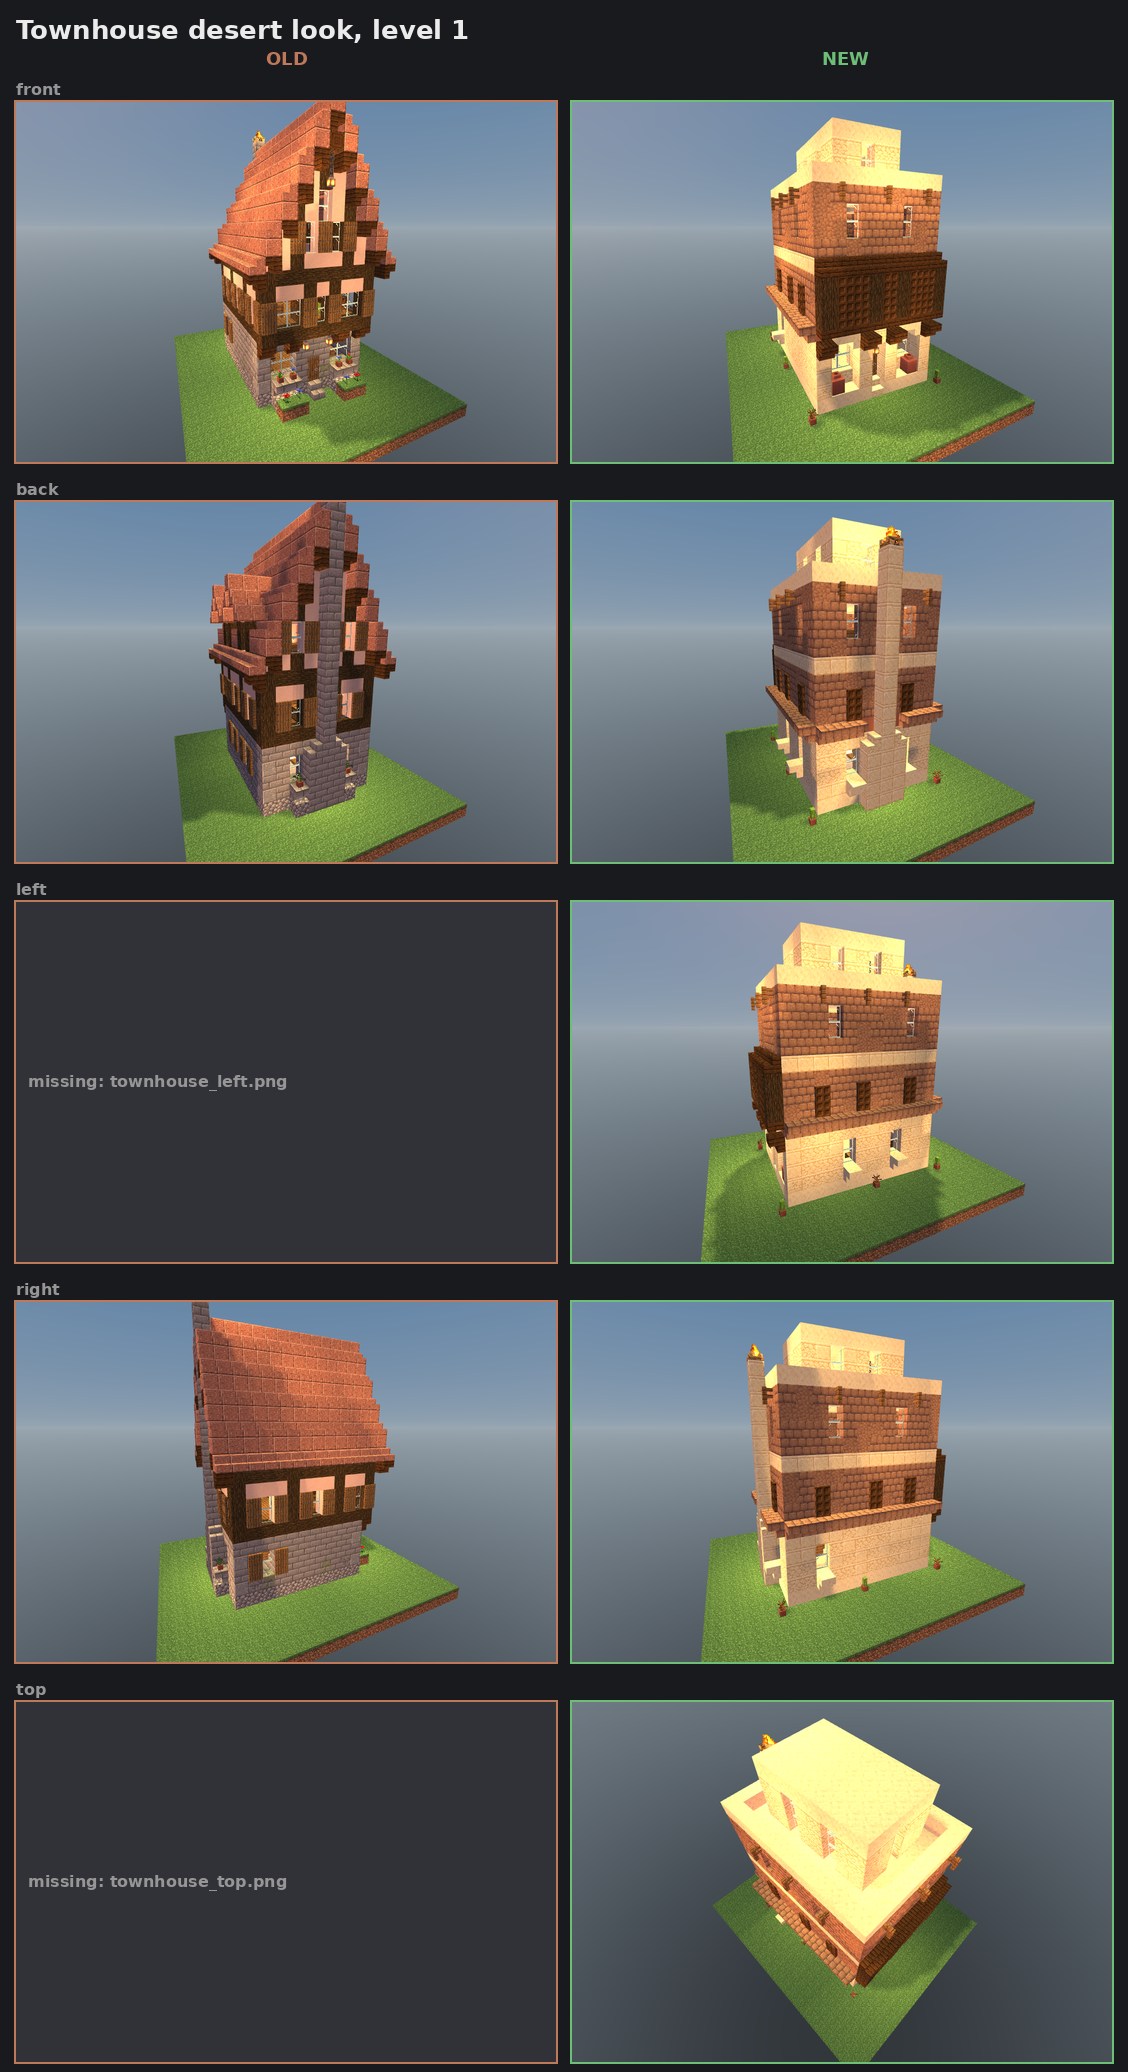 Townhouse desert look, level 1
OLD
NEW
front
back
left
missing: townhouse_left.png
right
top
missing: townhouse_top.png